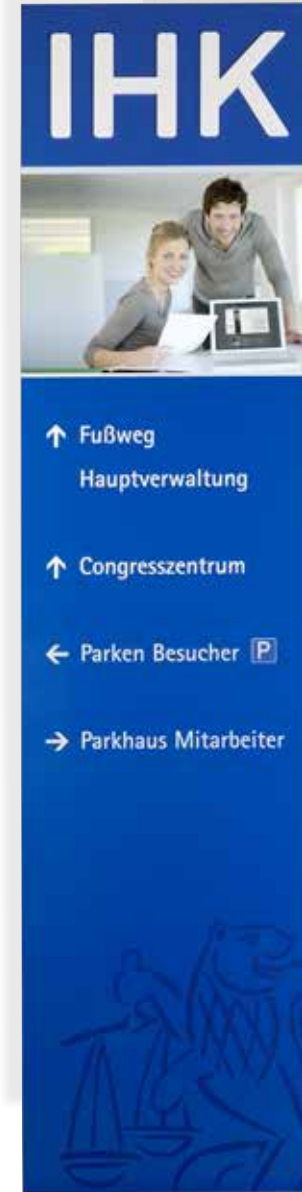 IHK
↑ Fußweg
Hauptverwaltung
↑ Congresszentrum
← Parken Besucher P
→ Parkhaus Mitarbeiter